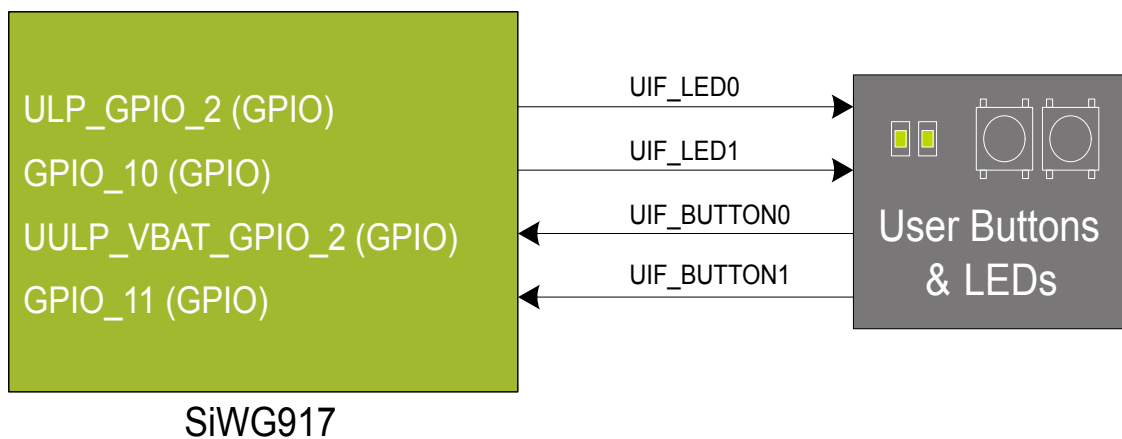 ULP_GPIO_2 (GPIO)
GPIO_10 (GPIO)
UULP_VBAT_GPIO_2 (GPIO)
GPIO_11 (GPIO)
SiWG917
UIF_LED0
UIF_LED1
UIF_BUTTON0
UIF_BUTTON1
User Buttons
& LEDs